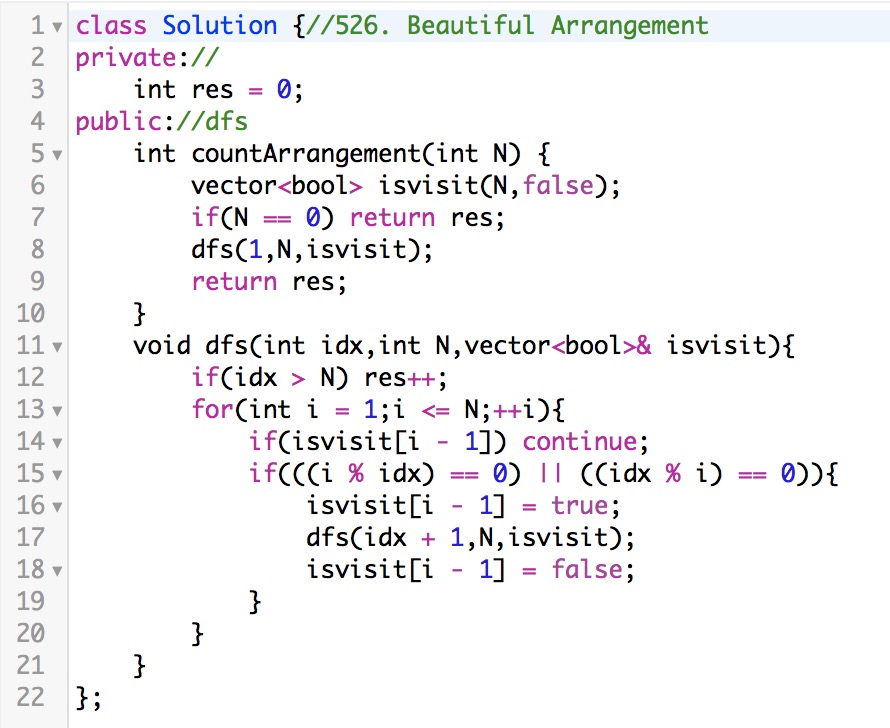 1 class Solution {//526. Beautiful Arrangement
2 private://
3     int res = 0;
4 public://dfs
5     int countArrangement(int N) {
6         vector<bool> isvisit(N,false);
7         if(N == 0) return res;
8         dfs(1,N,isvisit);
9         return res;
10     }
11     void dfs(int idx,int N,vector<bool>& isvisit){
12         if(idx > N) res++;
13         for(int i = 1;i <= N;++i){
14             if(isvisit[i - 1]) continue;
15             if(((i % idx) == 0) || ((idx % i) == 0)){
16                 isvisit[i - 1] = true;
17                 dfs(idx + 1,N,isvisit);
18                 isvisit[i - 1] = false;
19             }
20         }
21     }
22 };